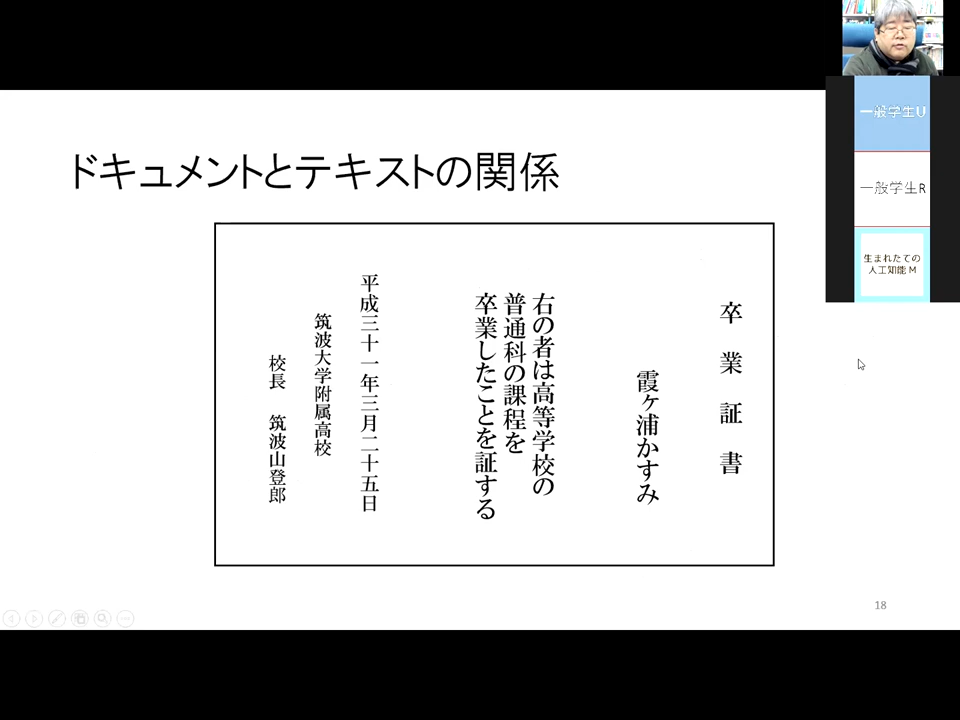 ドキュメントとテキストの関係
卒業証書
霞ヶ浦かすみ
右の者は高等学校の
普通科の課程を
卒業したことを証する
平成三十一年三月二十五日
筑波大学附属高校
校長 筑波山登郎
18
一般学生U
一般学生R
生まれたての
人工知能M